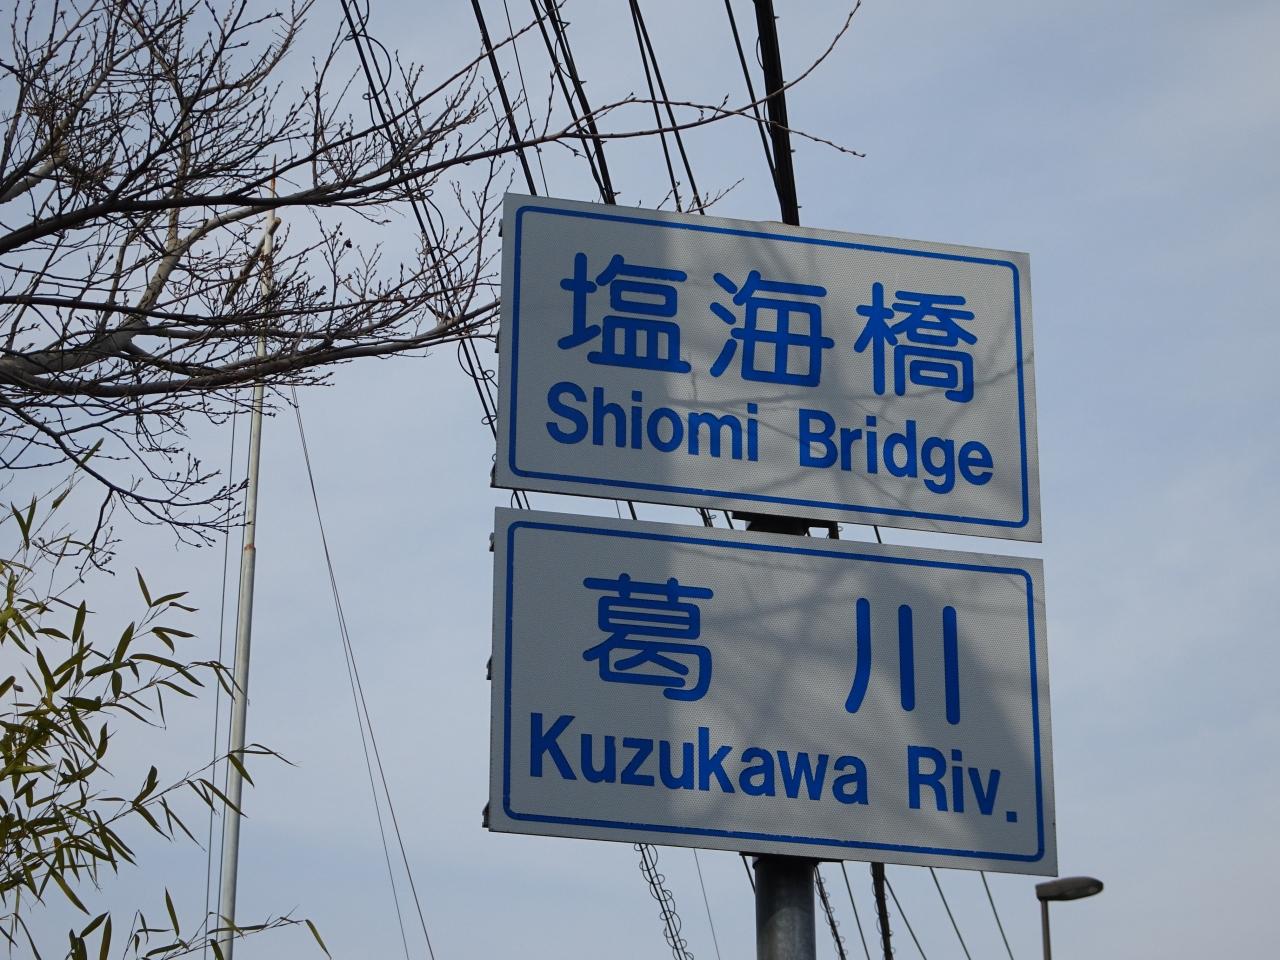 塩海橋
Shiomi Bridge
葛川
Kuzukawa Riv.